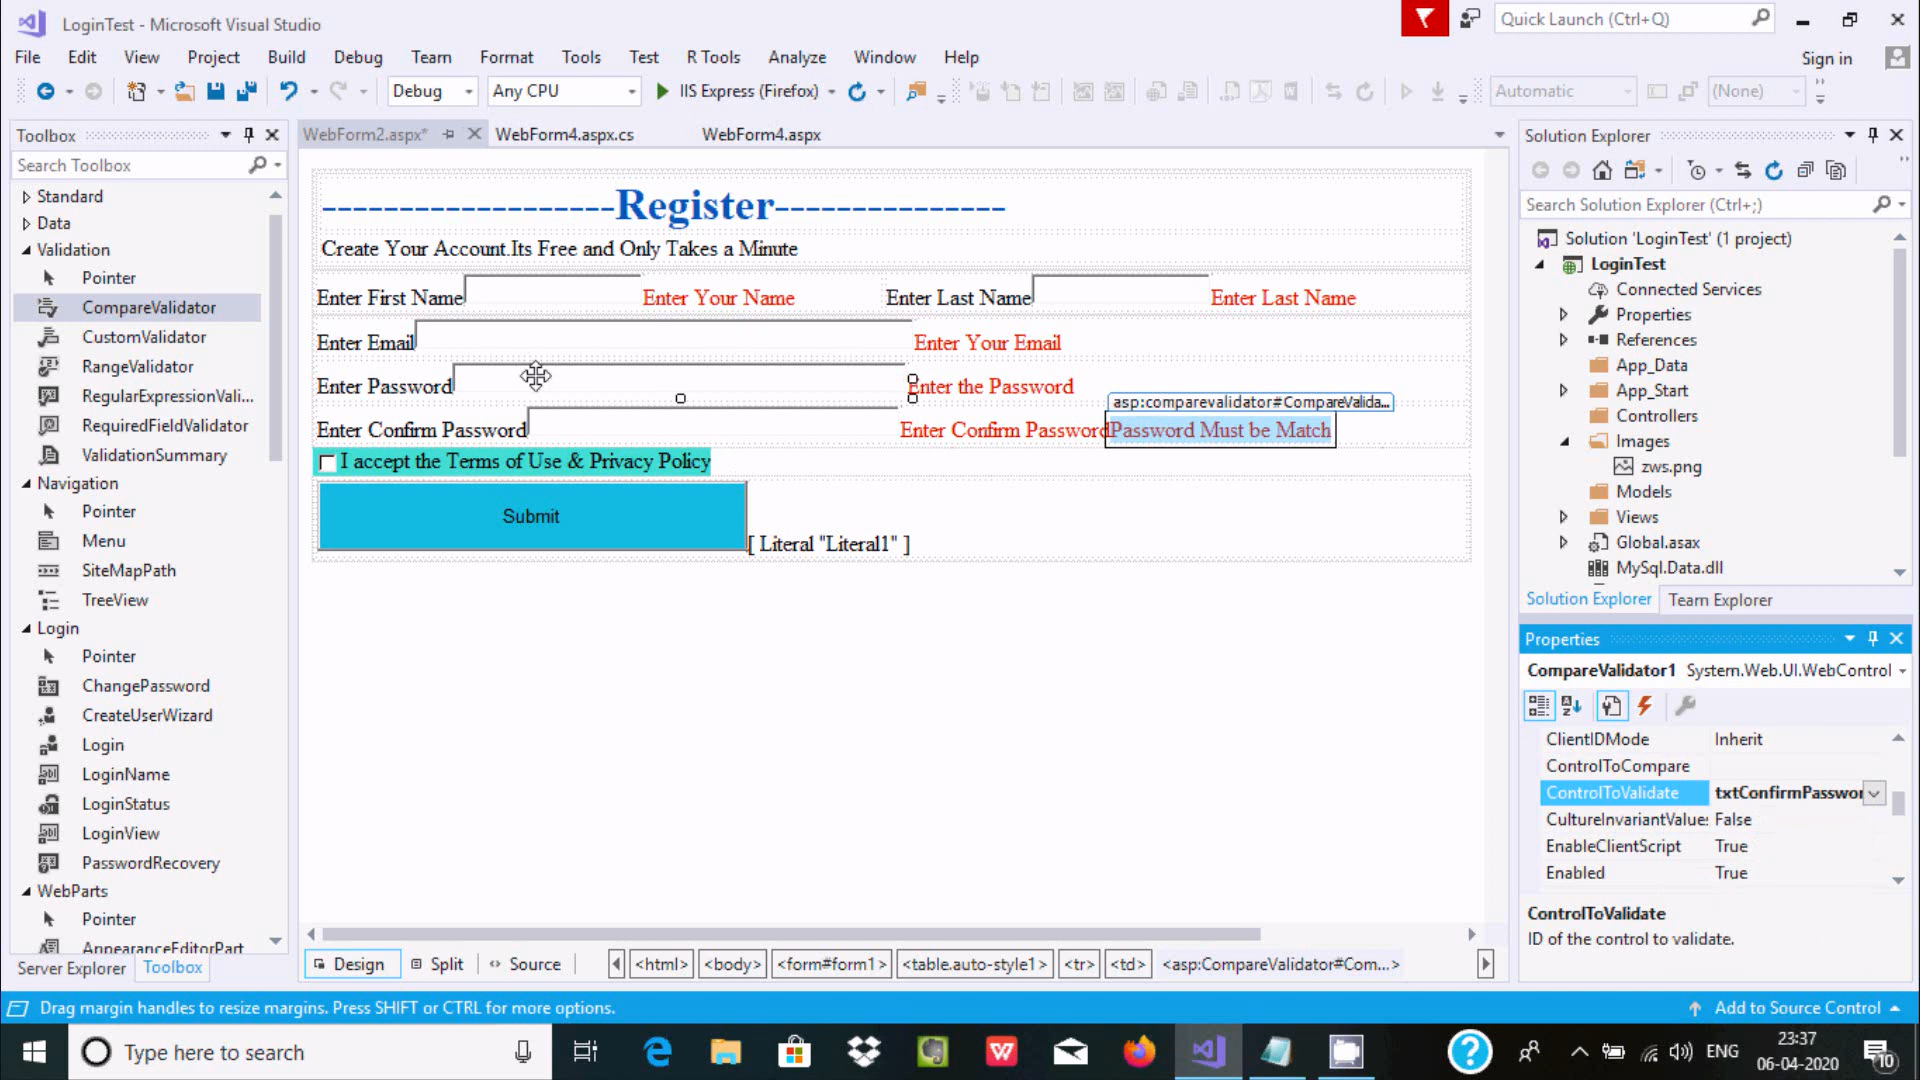 LoginTest - Microsoft Visual Studio
Quick Launch (Ctrl+Q)
File Edit View Project Build Debug Team Format Tools Test R Tools Analyze Window Help
Sign in
Debug Any CPU IIS Express (Firefox) Automatic (None)
Toolbox
Search Toolbox
Standard
Data
Validation
Pointer
CompareValidator
CustomValidator
RangeValidator
RegularExpressionVali...
RequiredFieldValidator
ValidationSummary
Navigation
Pointer
Menu
SiteMapPath
TreeView
Login
Pointer
ChangePassword
CreateUserWizard
Login
LoginName
LoginStatus
LoginView
PasswordRecovery
WebParts
Pointer
AppearanceEditorPart
Server Explorer Toolbox
WebForm2.aspx* WebForm4.aspx.cs WebForm4.aspx
-------------------Register---------------
Create Your Account.Its Free and Only Takes a Minute
Enter First Name Enter Your Name Enter Last Name Enter Last Name
Enter Email Enter Your Email
Enter Password Enter the Password
asp:comparevalidator#CompareValida...
Enter Confirm Password Enter Confirm Password Password Must be Match
I accept the Terms of Use & Privacy Policy
Submit
[ Literal "Literal1" ]
Design Split Source <html> <body> <form#form1> <table.auto-style1> <tr> <td> <asp:CompareValidator#Com...>
Solution Explorer
Search Solution Explorer (Ctrl+;)
Solution 'LoginTest' (1 project)
LoginTest
Connected Services
Properties
References
App_Data
App_Start
Controllers
Images
zws.png
Models
Views
Global.asax
MySql.Data.dll
Solution Explorer Team Explorer
Properties
CompareValidator1 System.Web.UI.WebControl
ClientIDMode Inherit
ControlToCompare
ControlToValidate txtConfirmPasswor
CultureInvariantValue: False
EnableClientScript True
Enabled True
ControlToValidate
ID of the control to validate.
Drag margin handles to resize margins. Press SHIFT or CTRL for more options.
Add to Source Control
Type here to search
ENG
23:37
06-04-2020
10